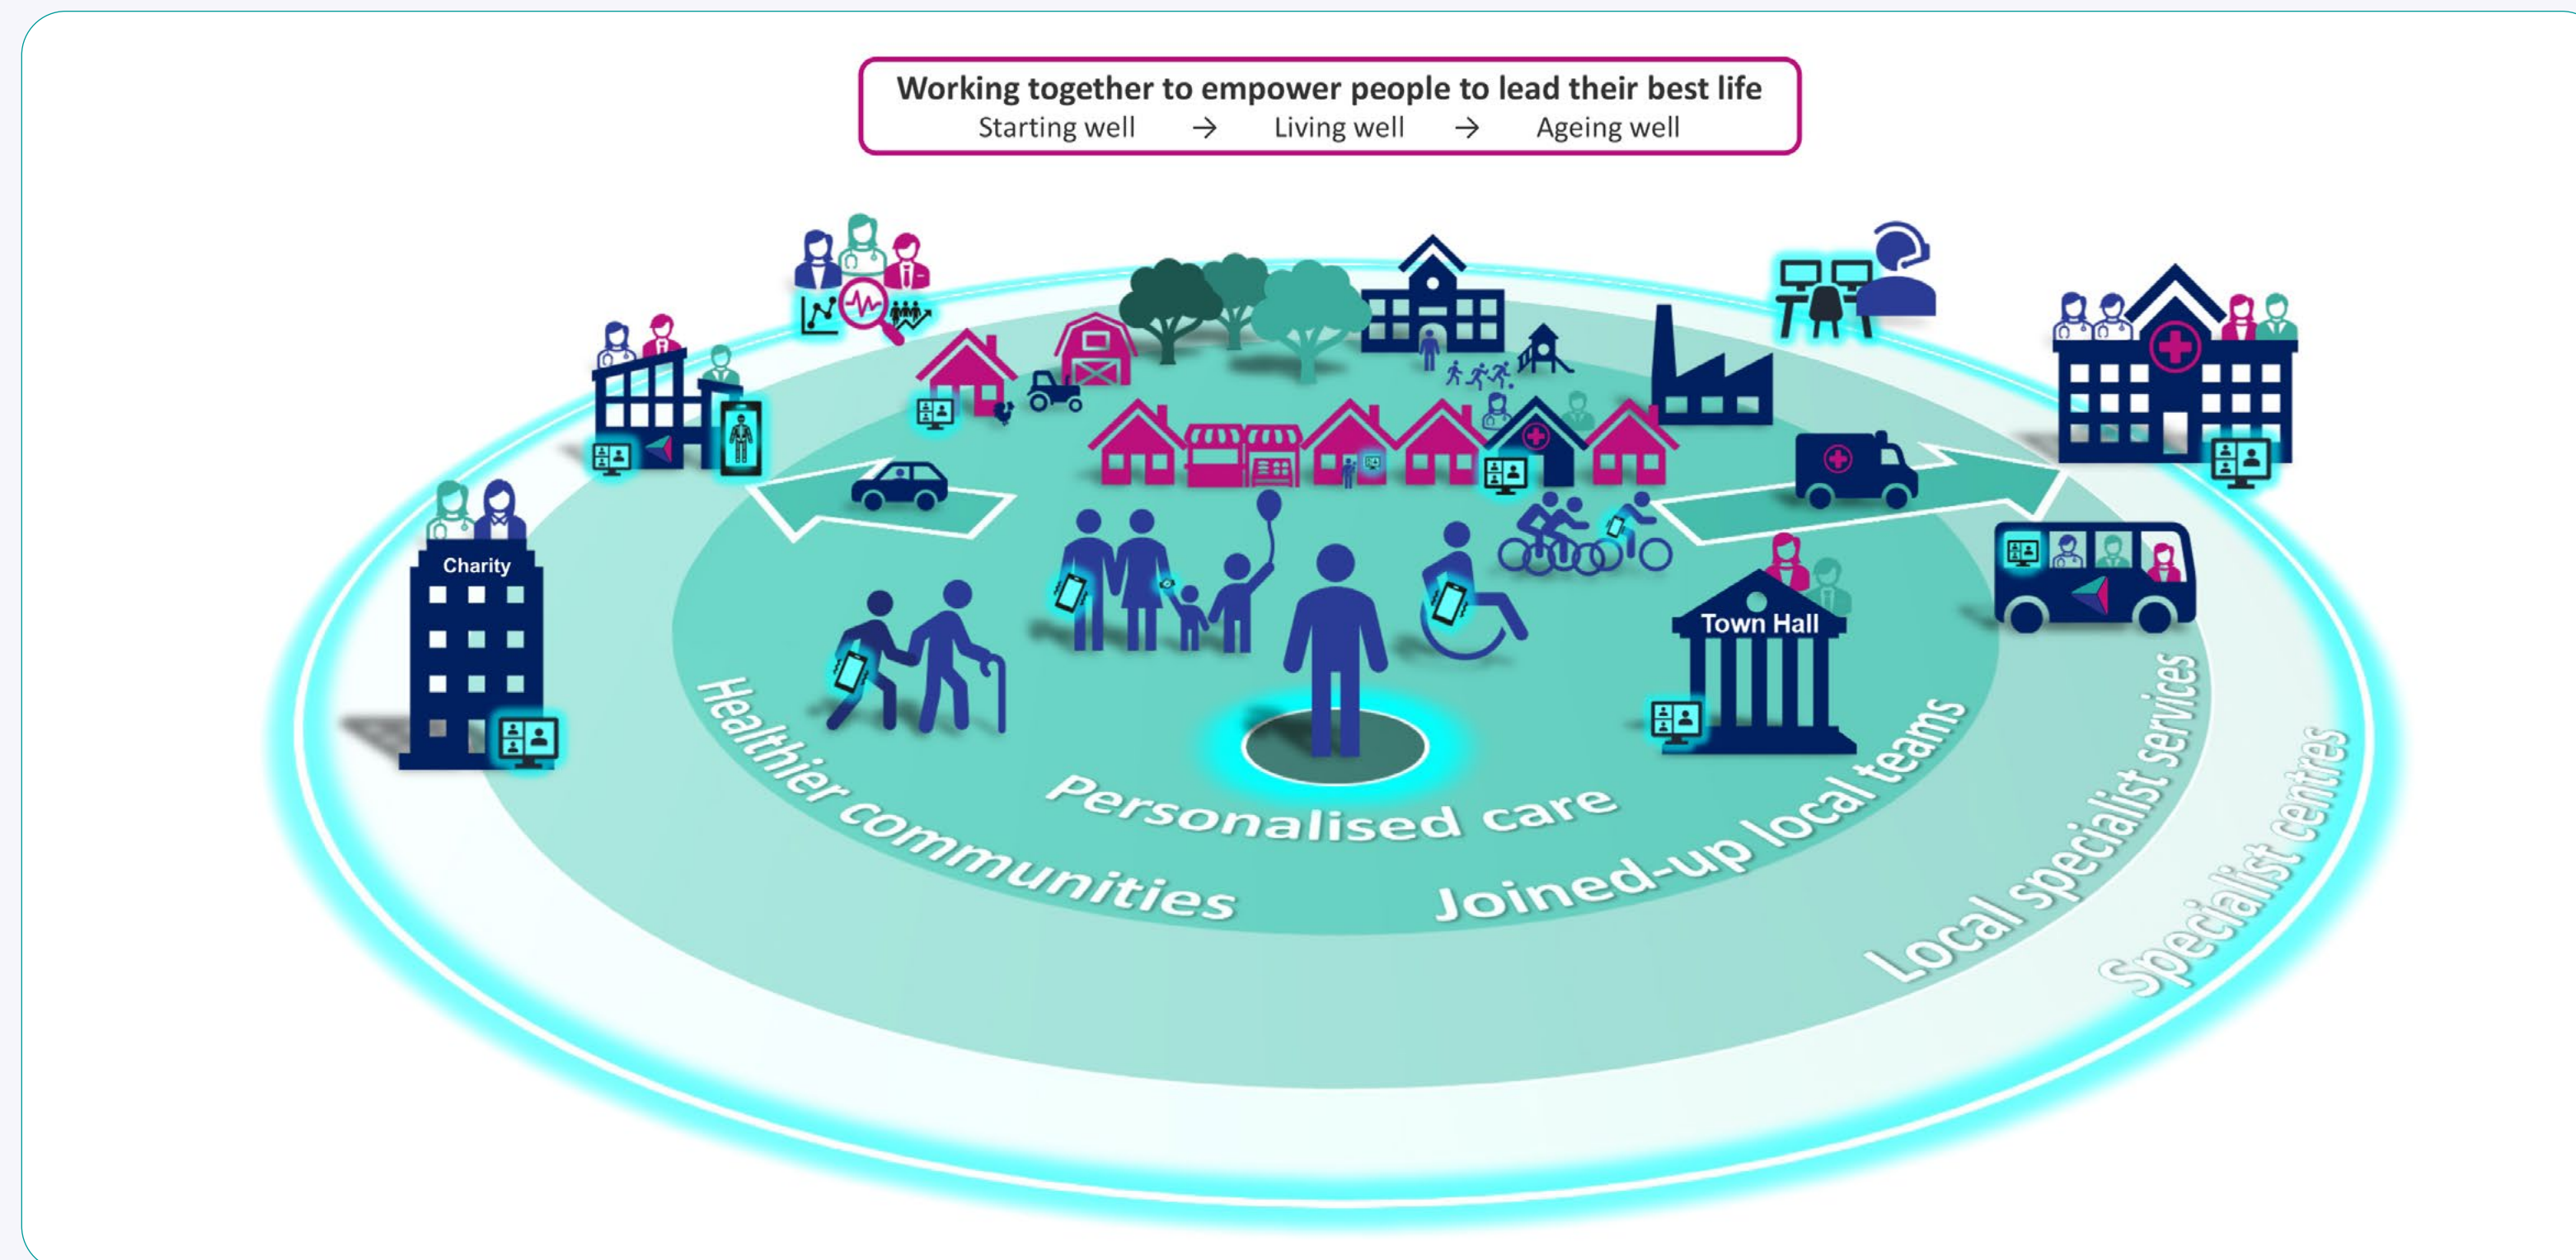 Working together to empower people to lead their best life
Starting well → Living well → Ageing well
Charity
Town Hall
Personalised care
Healthier communities
Joined-up local teams
Local specialist services
Specialist centres